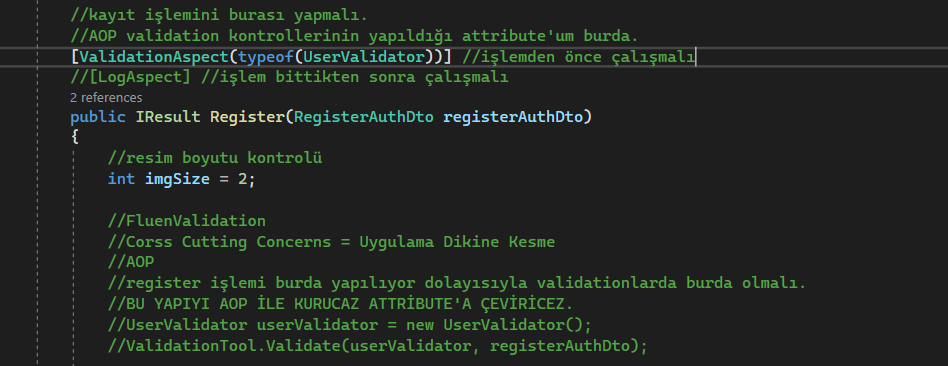 //kayıt işlemini burası yapmalı.
//AOP validation kontrollerinin yapıldığı attribute'um burda.
[ValidationAspect(typeof(UserValidator))] //işlemden önce çalışmalı
//[LogAspect] //işlem bittikten sonra çalışmalı
2 references
public IResult Register(RegisterAuthDto registerAuthDto)
{
//resim boyutu kontrolü
int imgSize = 2;
//FluenValidation
//Corss Cutting Concerns = Uygulama Dikine Kesme
//AOP
//register işlemi burda yapılıyor dolayısıyla validationlarda burda olmalı.
//BU YAPIYI AOP İLE KURUCAZ ATTRİBUTE'A ÇEVİRİCEZ.
//UserValidator userValidator = new UserValidator();
//ValidationTool.Validate(userValidator, registerAuthDto);